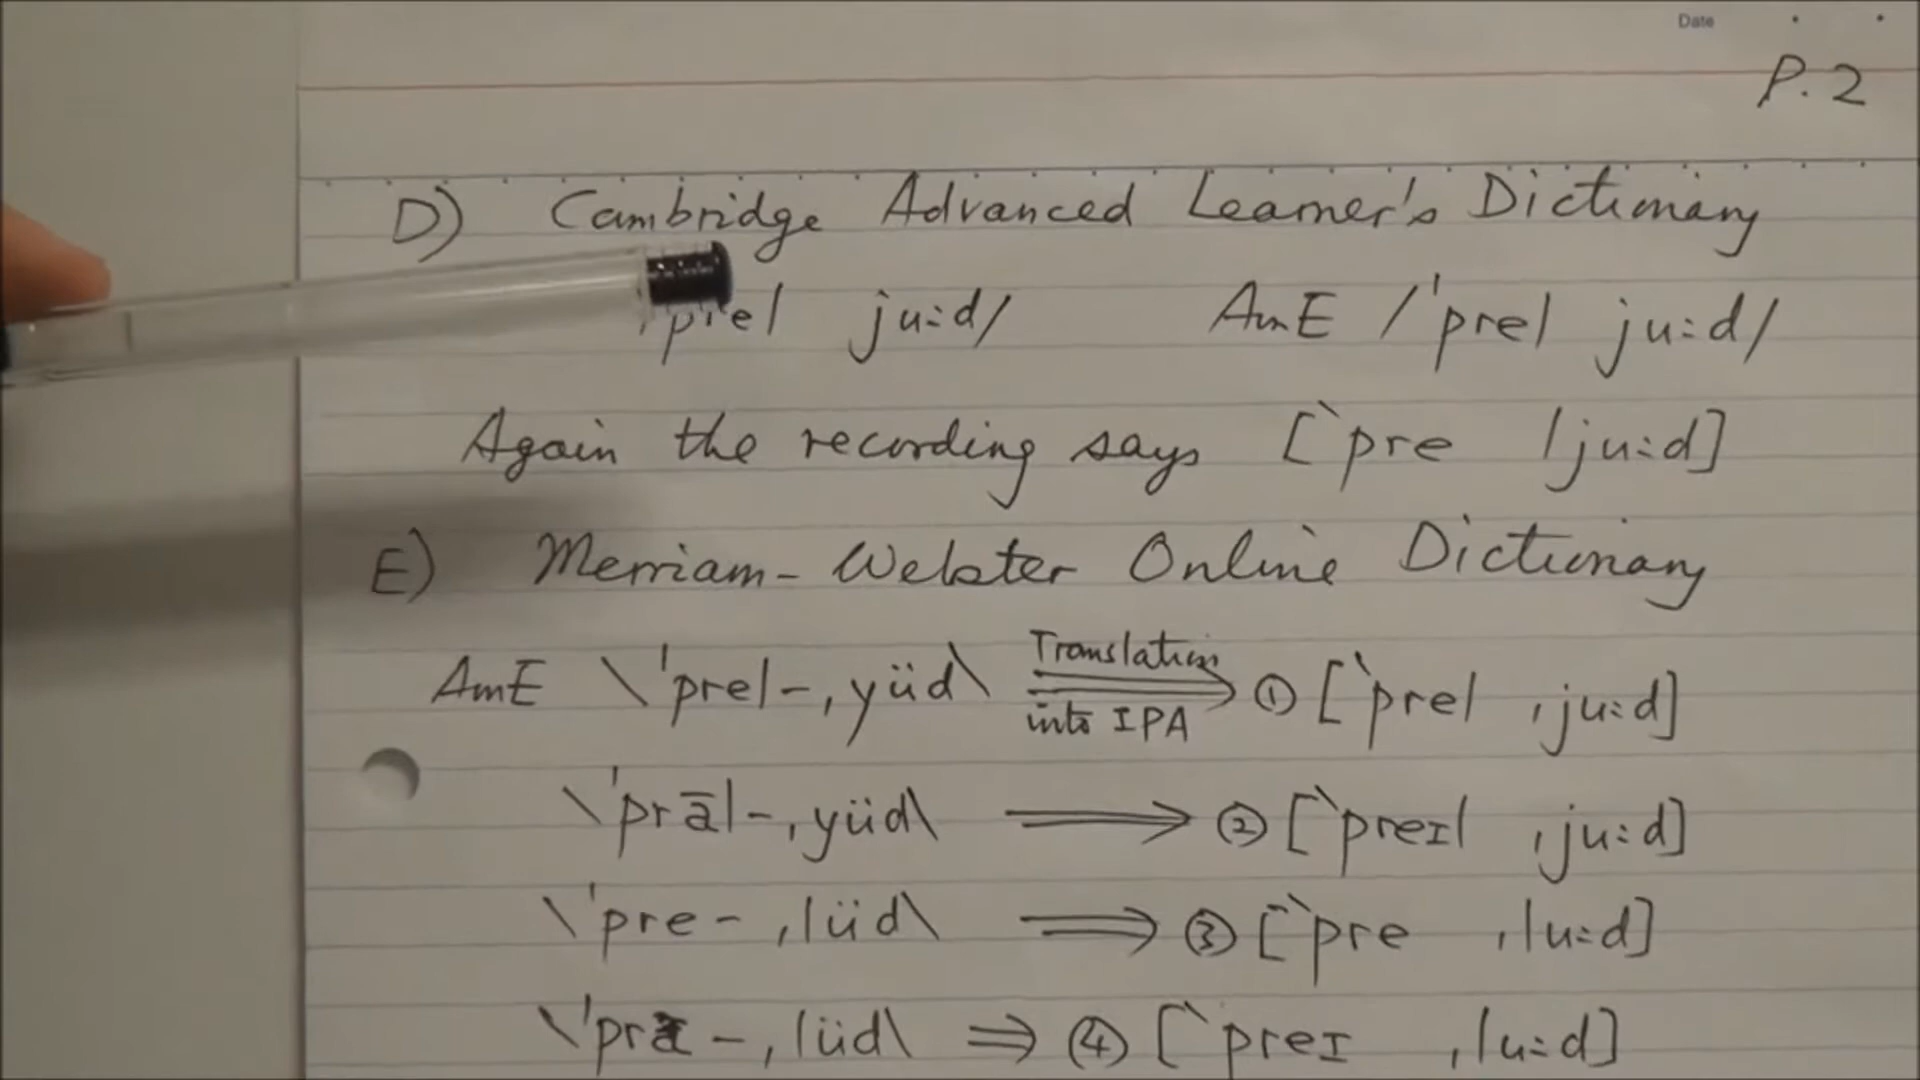 Date
P. 2
D) Cambridge Advanced Learner's Dictionary
ˈprel juːd/ AmE /ˈprel juːd/
Again the recording says [ˋpre ljuːd]
E) Merriam-Webster Online Dictionary
AmE \ˈprel-ˌyüd\ Translation into IPA ① [ˋprel ˌjuːd]
\ˈprāl-ˌyüd\ ⟹ ② [ˋpreɪl ˌjuːd]
\ˈpre-ˌlüd\ ⟹ ③ [ˋpre ˌluːd]
\ˈprā-ˌlüd\ ⟹ ④ [ˋpreɪ ˌluːd]